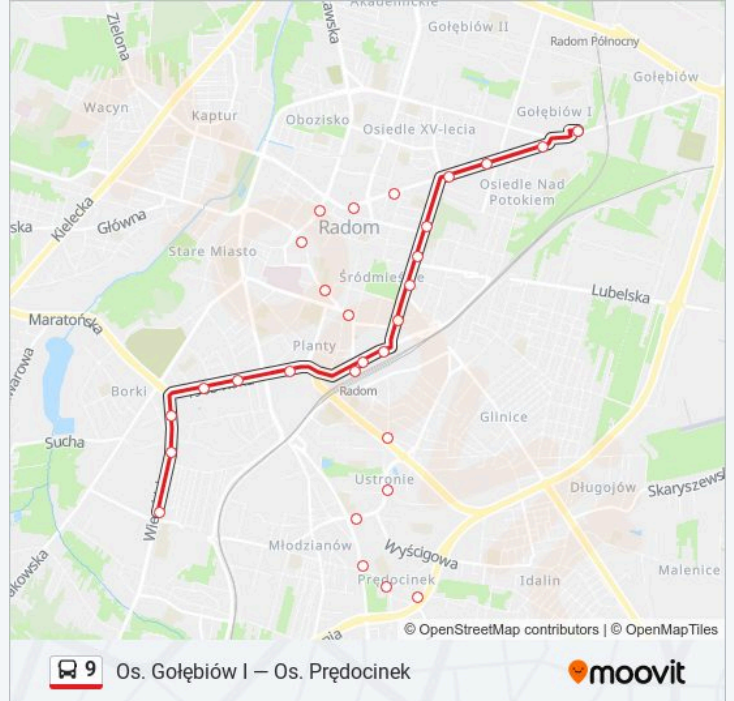 Akademickie
Zielona
Gołębiów II
Radom Północny
Gołębiów
Wacyn
Kaptur
Obozisko
Osiedle XV-lecia
Gołębiów I
Osiedle Nad
Potokiem
Kielecka
Główna
Radom
Stare Miasto
Śródmieście
Lubelska
Maratońska
Planty
Borki
Radom
Glinice
Sucha
Ustronie
Długojów
Skaryszews
Młodzianów
Wyścigowa
Prędocinek
Idalin
Malenice
© OpenStreetMap contributors | © OpenMapTiles
9 Os. Gołębiów I — Os. Prędocinek
moovit